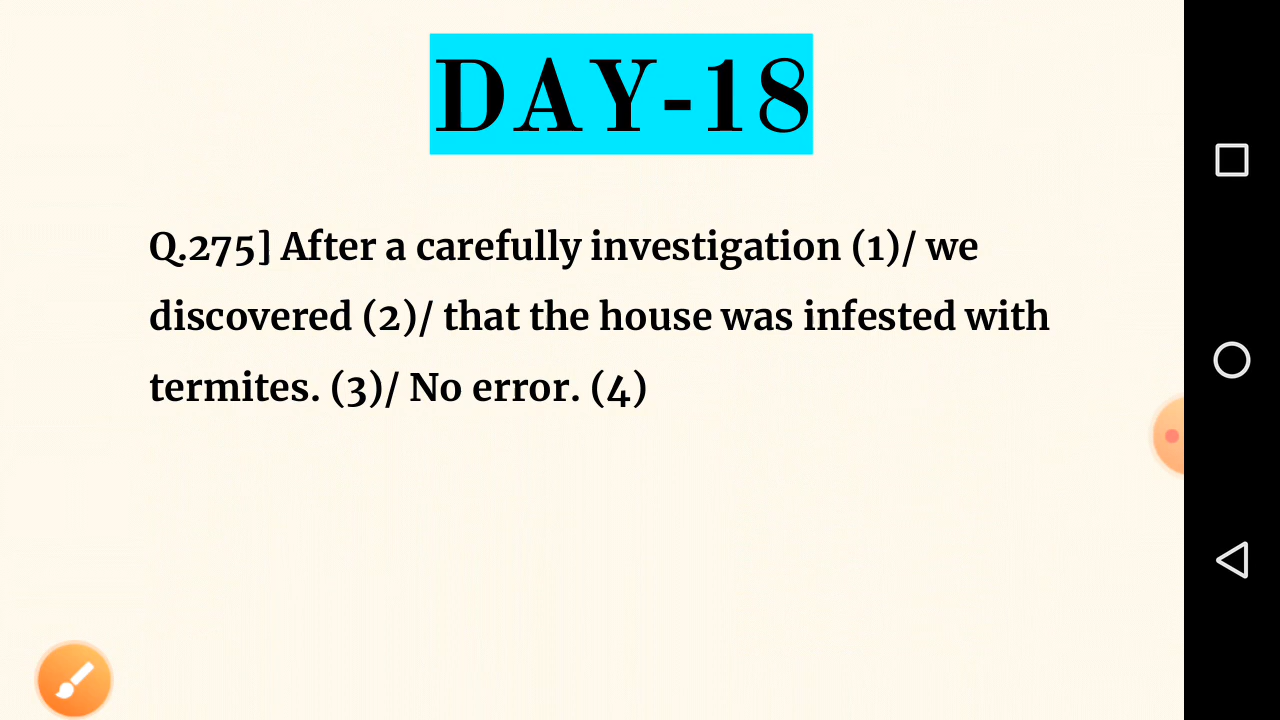 DAY-18
Q.275] After a carefully investigation (1)/ we
discovered (2)/ that the house was infested with
termites. (3)/ No error. (4)